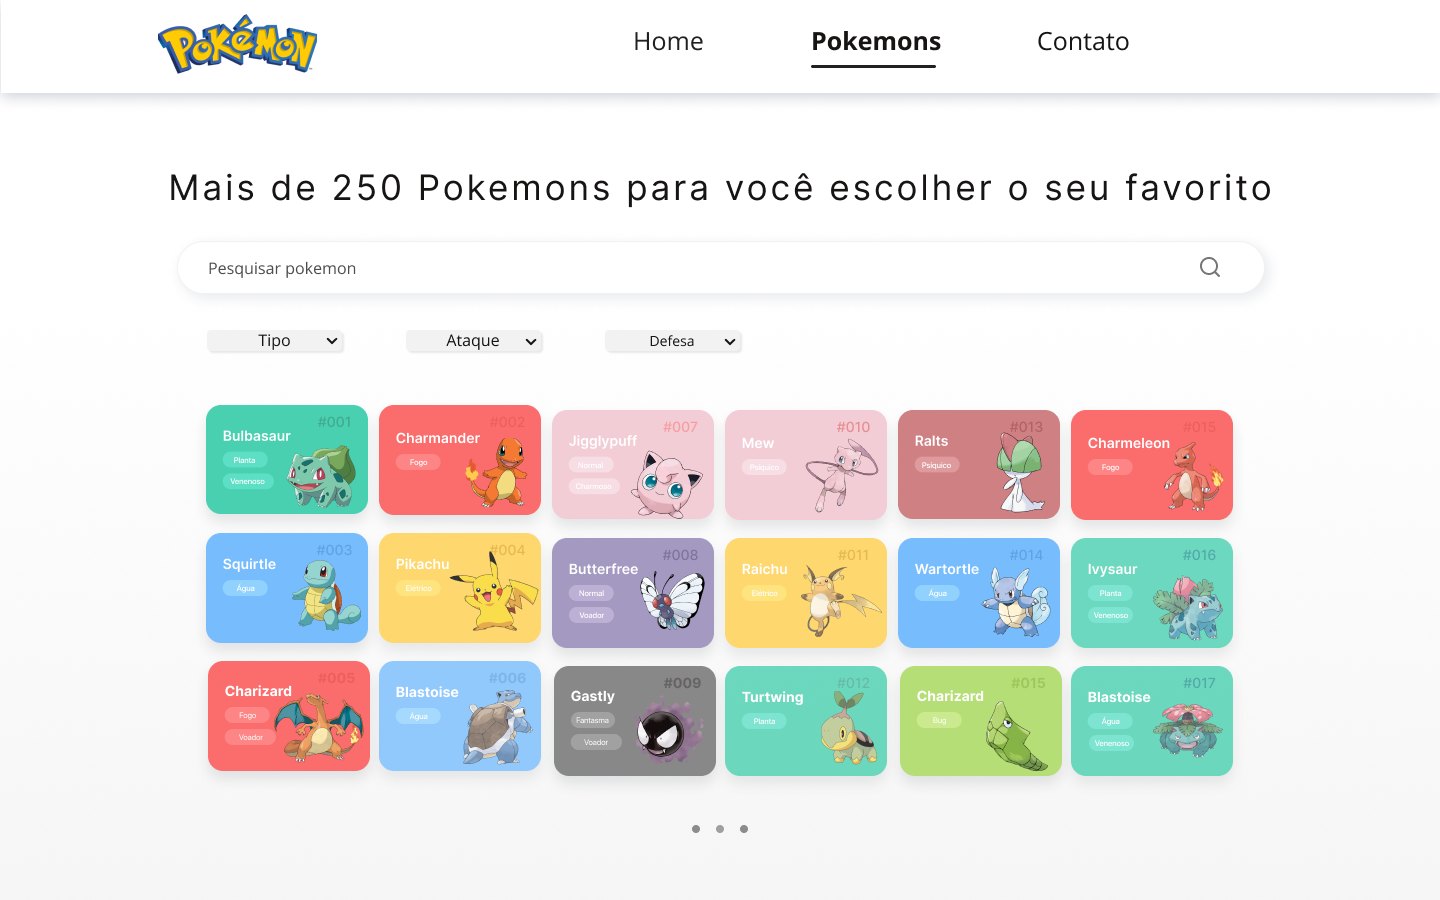 Pokémon
Home
Pokemons
Contato
Mais de 250 Pokemons para você escolher o seu favorito
Pesquisar pokemon
Tipo
Ataque
Defesa
#001
Bulbasaur
Planta
Venenoso
#002
Charmander
Fogo
#007
Jigglypuff
Normal
Charmoso
#010
Mew
Psiquico
#013
Ralts
Psiquico
#015
Charmeleon
Fogo
#003
Squirtle
Água
#004
Pikachu
Elétrico
#008
Butterfree
Normal
Voador
#011
Raichu
Elétrico
#014
Wartortle
Água
#016
Ivysaur
Planta
Venenoso
#005
Charizard
Fogo
Voador
#006
Blastoise
Água
#009
Gastly
Fantasma
Voador
#012
Turtwing
Planta
#015
Charizard
Bug
#017
Blastoise
Água
Venenoso